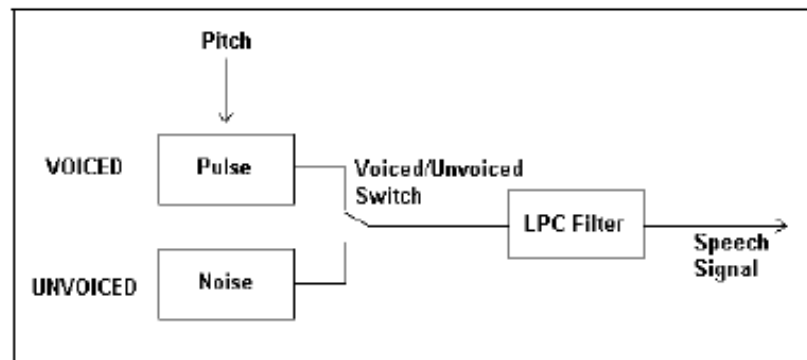 Pitch
VOICED
Pulse
Voiced/Unvoiced
Switch
LPC Filter
Speech
Signal
UNVOICED
Noise